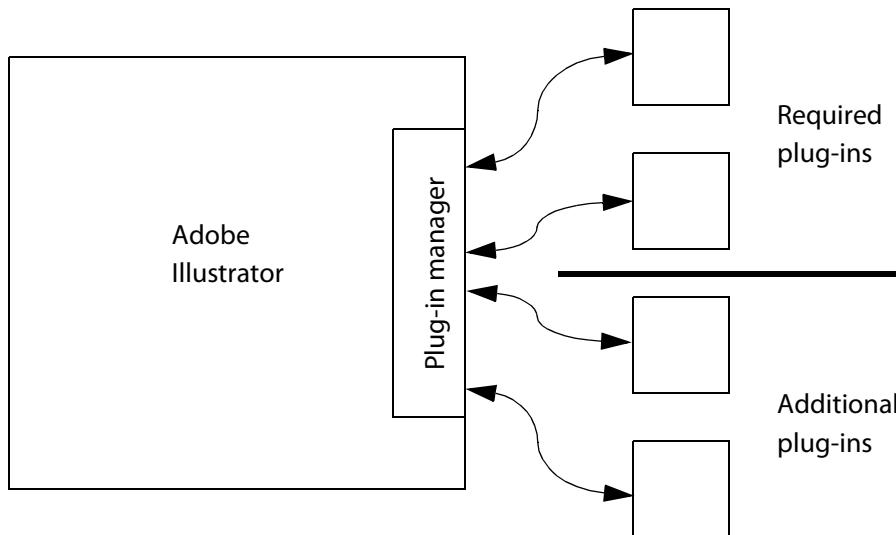 Adobe
Illustrator
Plug-in manager
Required
plug-ins
Additional
plug-ins